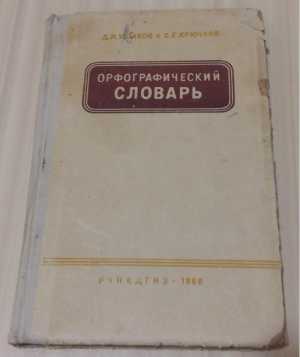 Д.Н.УШАКОВ и С.Е.КРЮЧКОВ
ОРФОГРАФИЧЕСКИЙ
СЛОВАРЬ
УЧПЕДГИЗ - 1960